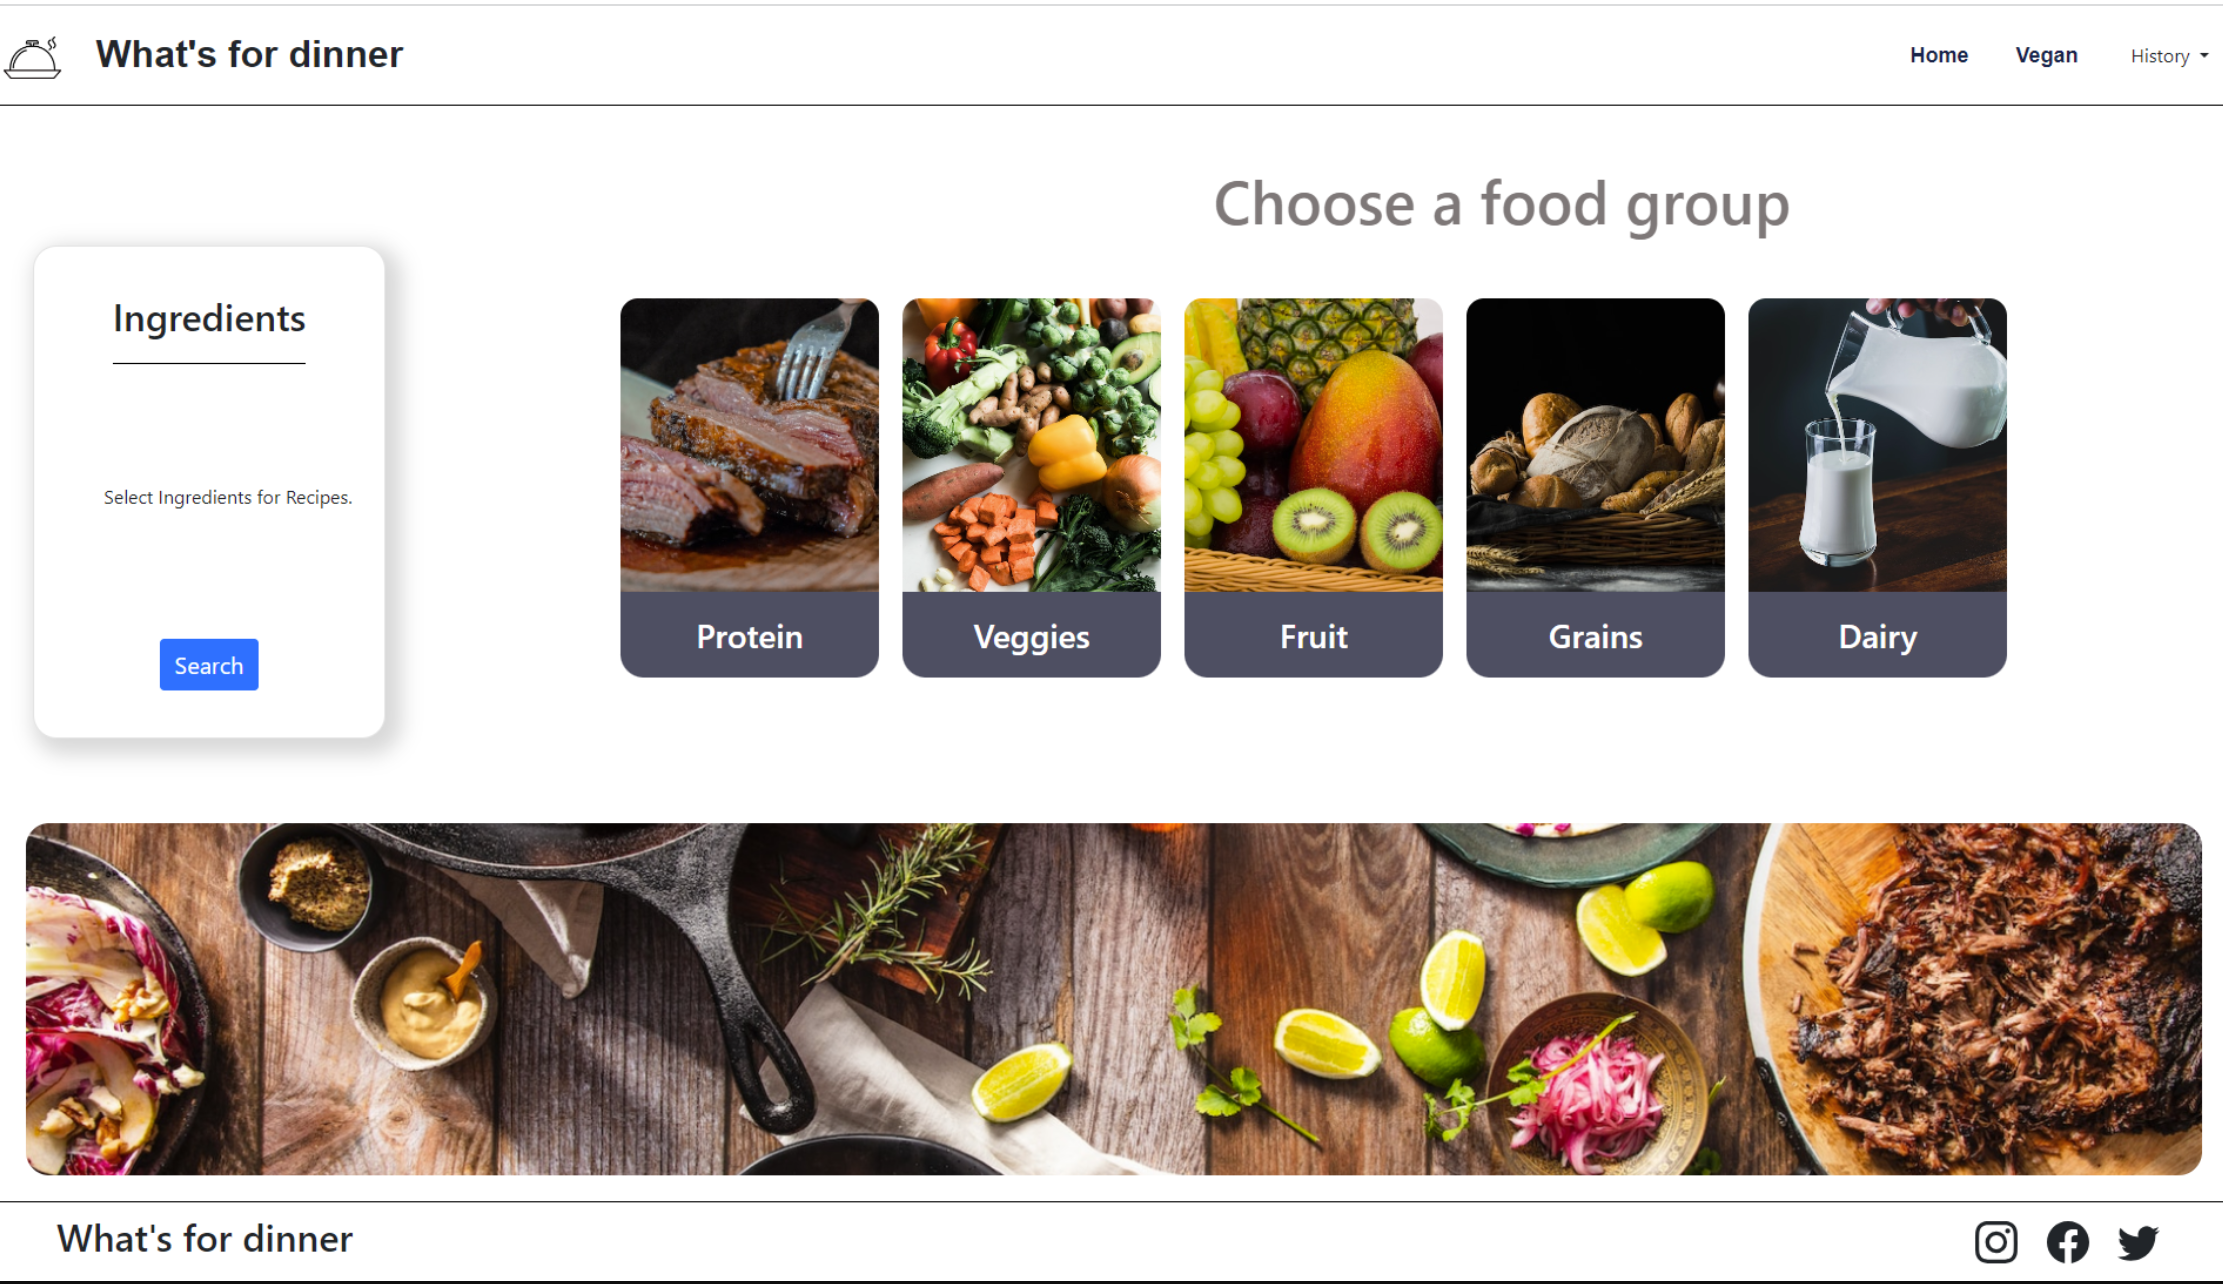 What's for dinner
Home Vegan History
Choose a food group
Ingredients
Select Ingredients for Recipes.
Search
Protein Veggies Fruit Grains Dairy
What's for dinner